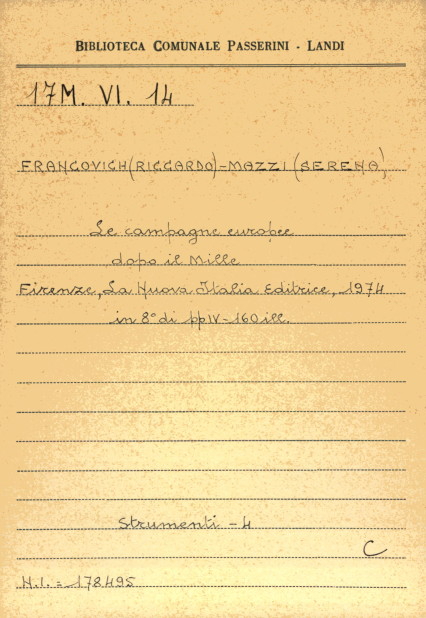 BIBLIOTECA COMUNALE PASSERINI - LANDI
17M. VI. 14
FRANCOVICH (RICCARDO) - MAZZI (SERENA)
Le campagne europee
dopo il Mille
Firenze, La Nuova Italia Editrice, 1974
in 8° di pp IV - 160 ill.
Strumenti - 4
C
N.I. = 178495